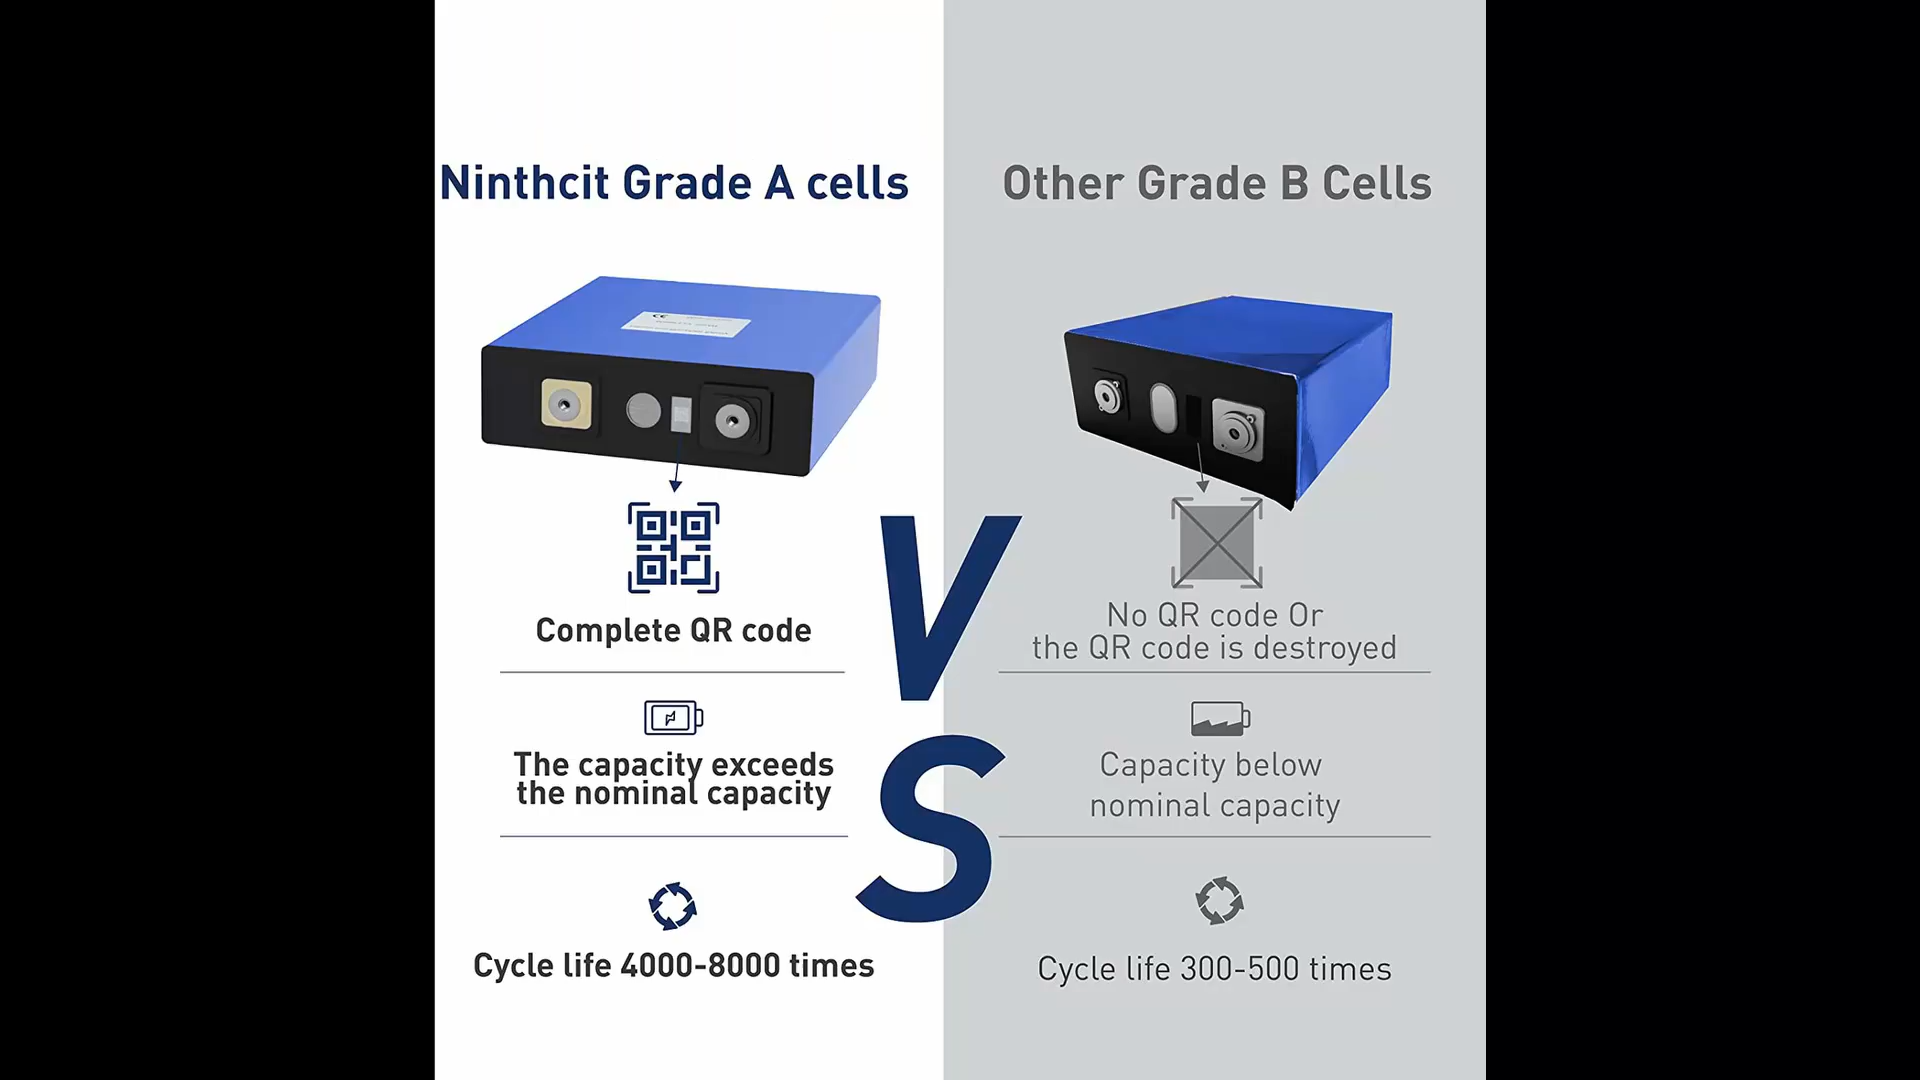 Ninthcit Grade A cells
Other Grade B Cells
CE
Complete QR code
No QR code Or
the QR code is destroyed
The capacity exceeds
the nominal capacity
Capacity below
nominal capacity
VS
Cycle life 4000-8000 times
Cycle life 300-500 times